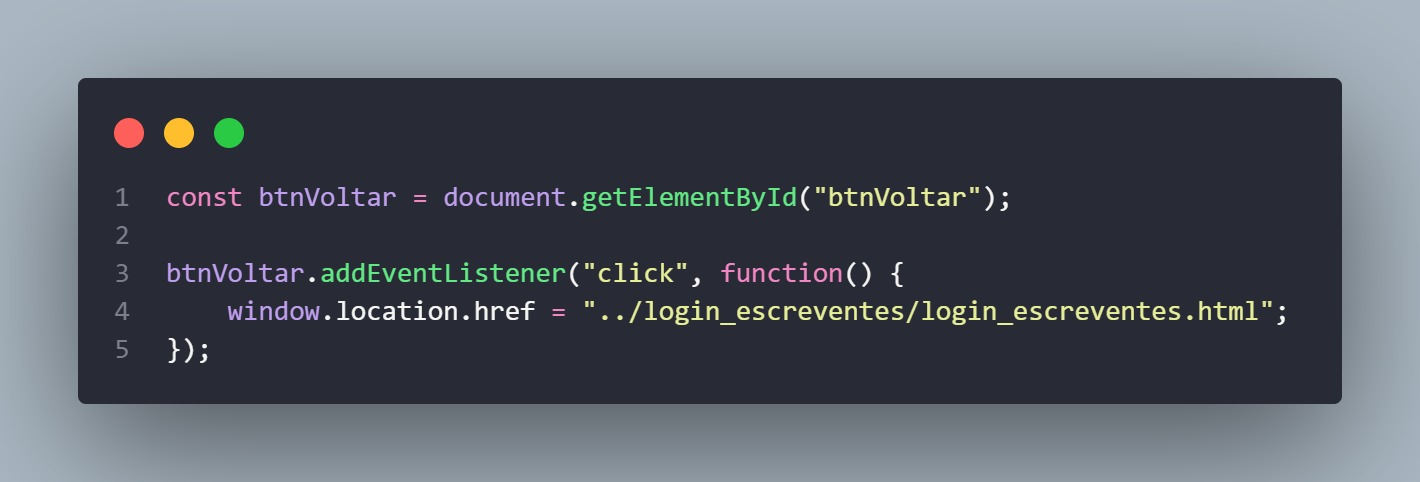 1 const btnVoltar = document.getElementById("btnVoltar");
2
3 btnVoltar.addEventListener("click", function() {
4     window.location.href = "../login_escreventes/login_escreventes.html";
5 });